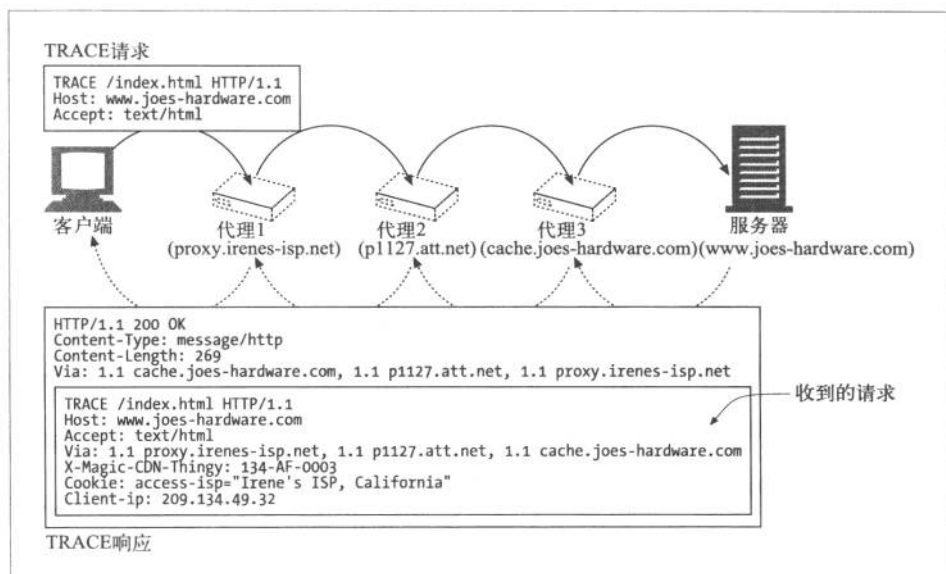 TRACE请求
TRACE /index.html HTTP/1.1
Host: www.joes-hardware.com
Accept: text/html
客户端
代理1
(proxy.irenes-isp.net)
代理2
(p1127.att.net)
代理3
(cache.joes-hardware.com)
服务器
(www.joes-hardware.com)
HTTP/1.1 200 OK
Content-Type: message/http
Content-Length: 269
Via: 1.1 cache.joes-hardware.com, 1.1 p1127.att.net, 1.1 proxy.irenes-isp.net
收到的请求
TRACE /index.html HTTP/1.1
Host: www.joes-hardware.com
Accept: text/html
Via: 1.1 proxy.irenes-isp.net, 1.1 p1127.att.net, 1.1 cache.joes-hardware.com
X-Magic-CDN-Thingy: 134-AF-0003
Cookie: access-isp="Irene's ISP, California"
Client-ip: 209.134.49.32
TRACE响应